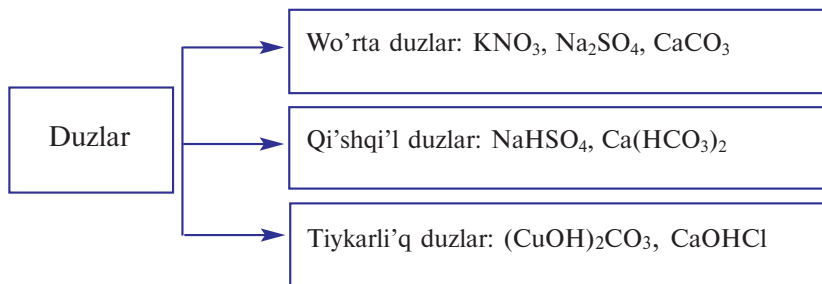 Wo’rta duzlar: KNO₃, Na₂SO₄, CaCO₃
Duzlar
Qi’shqi’l duzlar: NaHSO₄, Ca(HCO₃)₂
Tiykarli’q duzlar: (CuOH)₂CO₃, CaOHCl